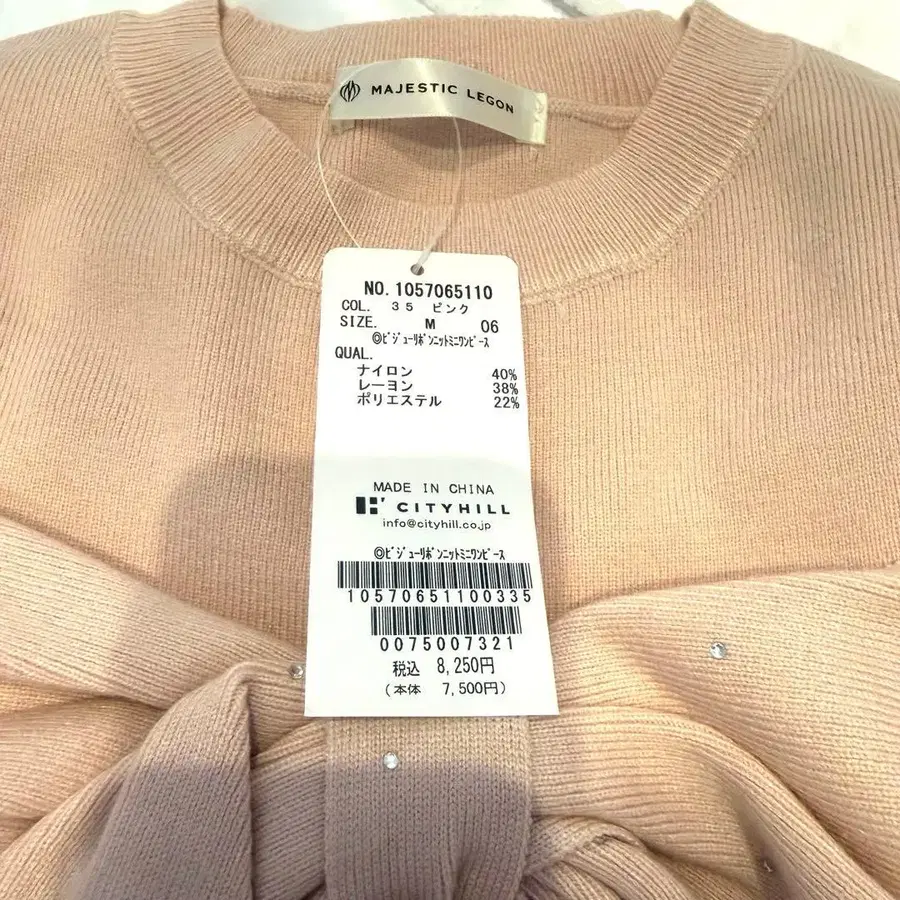 MAJESTIC LEGON
NO. 1057065110
COL. 35 ピンク
SIZE. M 06
◎ビジューリボンニットミニワンピース
QUAL.
ナイロン 40%
レーヨン 38%
ポリエステル 22%
MADE IN CHINA
CITYHILL
info@cityhill.co.jp
◎ビジューリボンニットミニワンピース
10570651100335
0075007321
税込 8,250円
(本体 7,500円)